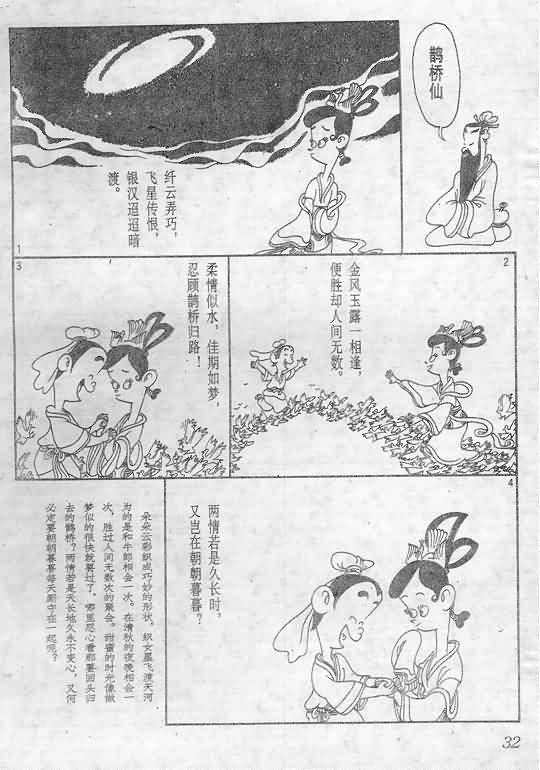 鹊桥仙
纤云弄巧，
飞星传恨，
银汉迢迢暗
渡。
1
2
金风玉露一相逢，
便胜却人间无数。
3
柔情似水，佳期如梦，
忍顾鹊桥归路！
4
两情若是久长时，
又岂在朝朝暮暮？
朵朵云彩织成巧妙的形状，织女星飞渡天河
为的是和牛郎相会一次。在清秋的夜晚相会一
次，胜过人间无数次的聚会。甜蜜的时光像做
梦似的很快就要过了，哪里忍心看那要回头归
去的鹊桥？两情若是天长地久永不变心，又何
必定要朝朝暮暮每天厮守在一起呢？
32